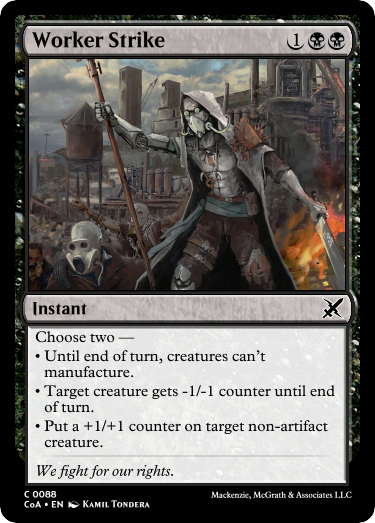 Worker Strike 1
Instant
Choose two —
• Until end of turn, creatures can't
manufacture.
• Target creature gets -1/-1 counter until end
of turn.
• Put a +1/+1 counter on target non-artifact
creature.
We fight for our rights.
C 0088
CoA • EN Kamil Tondera
Mackenzie, McGrath & Associates LLC